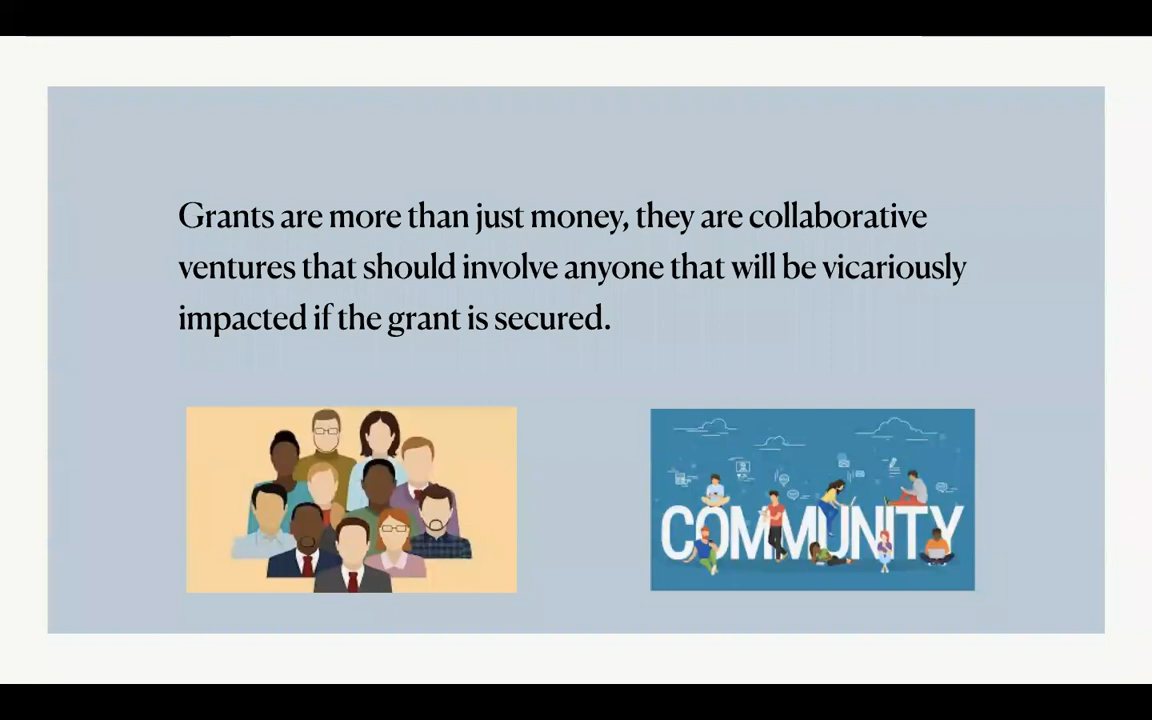 Grants are more than just money, they are collaborative
ventures that should involve anyone that will be vicariously
impacted if the grant is secured.
COMMUNITY